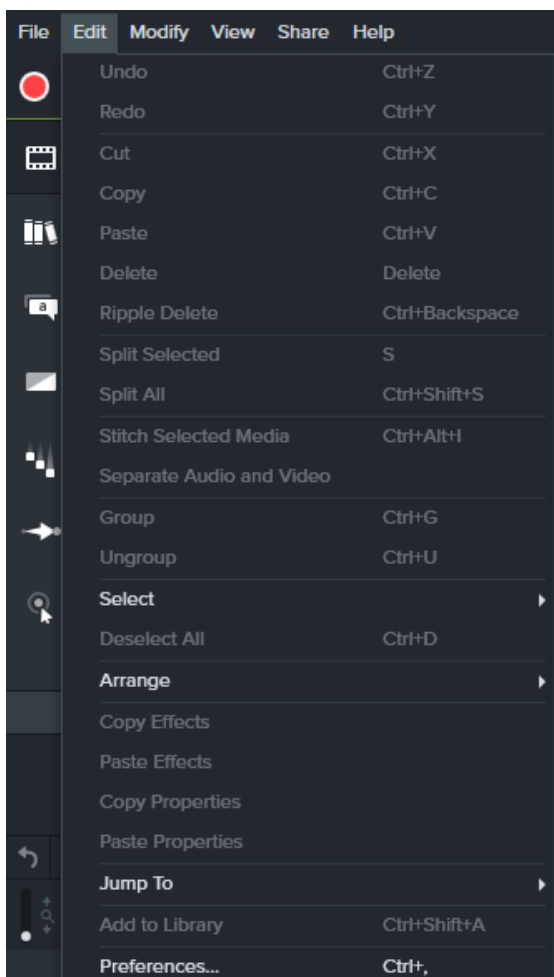 File Edit Modify View Share Help
Undo Ctrl+Z
Redo Ctrl+Y
Cut Ctrl+X
Copy Ctrl+C
Paste Ctrl+V
Delete Delete
Ripple Delete Ctrl+Backspace
Split Selected S
Split All Ctrl+Shift+S
Stitch Selected Media Ctrl+Alt+I
Separate Audio and Video
Group Ctrl+G
Ungroup Ctrl+U
Select
Deselect All Ctrl+D
Arrange
Copy Effects
Paste Effects
Copy Properties
Paste Properties
Jump To
Add to Library Ctrl+Shift+A
Preferences... Ctrl+,
a